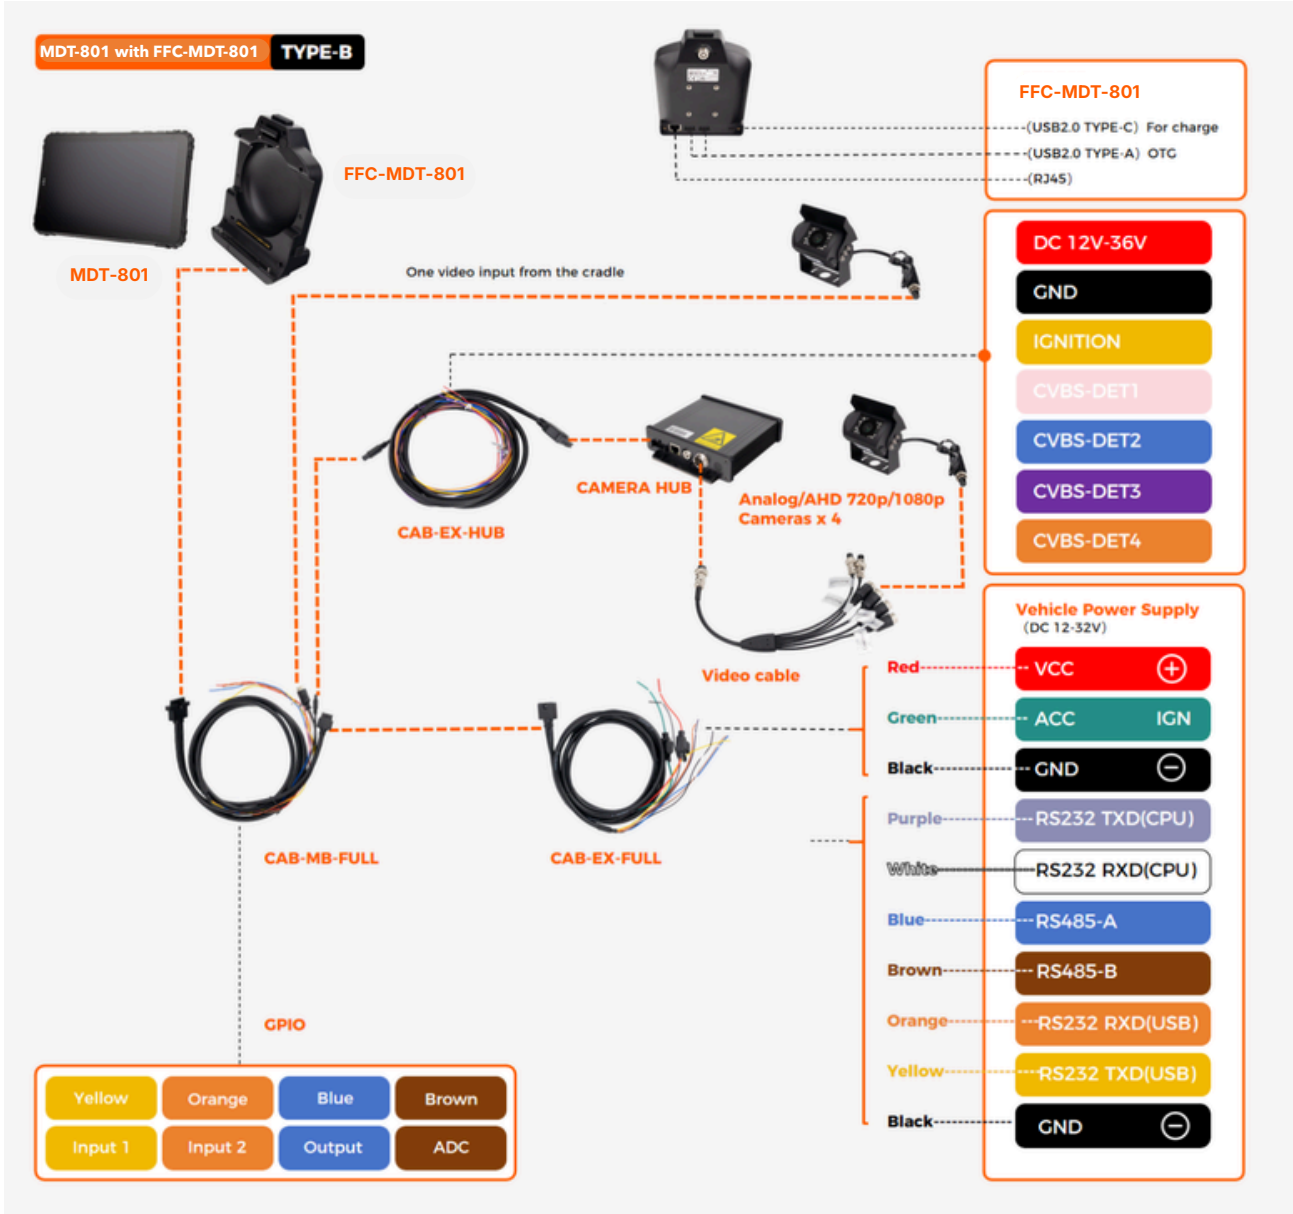 MDT-801 with FFC-MDT-801 TYPE-B
FFC-MDT-801
MDT-801
One video input from the cradle
FFC-MDT-801
(USB2.0 TYPE-C) For charge
(USB2.0 TYPE-A) OTG
(RJ45)
DC 12V-36V
GND
IGNITION
CVBS-DET1
CVBS-DET2
CVBS-DET3
CVBS-DET4
CAB-EX-HUB
CAMERA HUB
Analog/AHD 720p/1080p
Cameras x 4
Video cable
CAB-MB-FULL
CAB-EX-FULL
Vehicle Power Supply
(DC 12-32V)
Red VCC +
Green ACC IGN
Black GND −
Purple RS232 TXD(CPU)
White RS232 RXD(CPU)
Blue RS485-A
Brown RS485-B
Orange RS232 RXD(USB)
Yellow RS232 TXD(USB)
Black GND −
GPIO
Yellow Orange Blue Brown
Input 1 Input 2 Output ADC